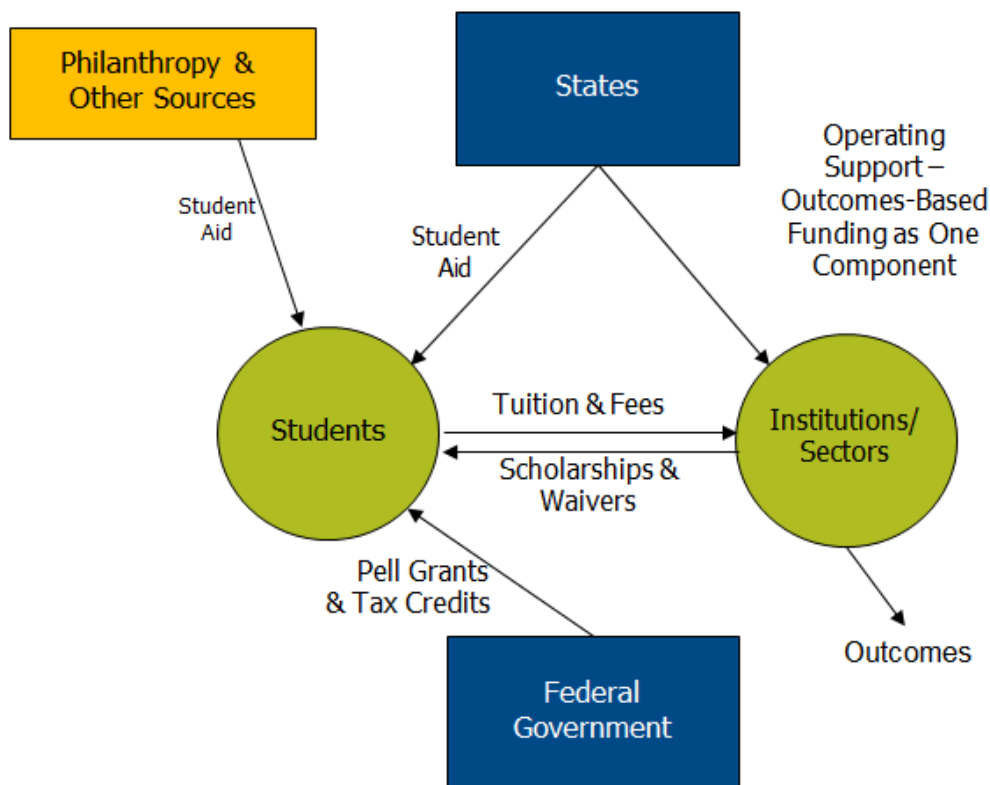 Philanthropy &
Other Sources
States
Operating
Support –
Outcomes-Based
Funding as One
Component
Student
Aid
Student
Aid
Students
Tuition & Fees
Scholarships &
Waivers
Institutions/
Sectors
Pell Grants
& Tax Credits
Outcomes
Federal
Government